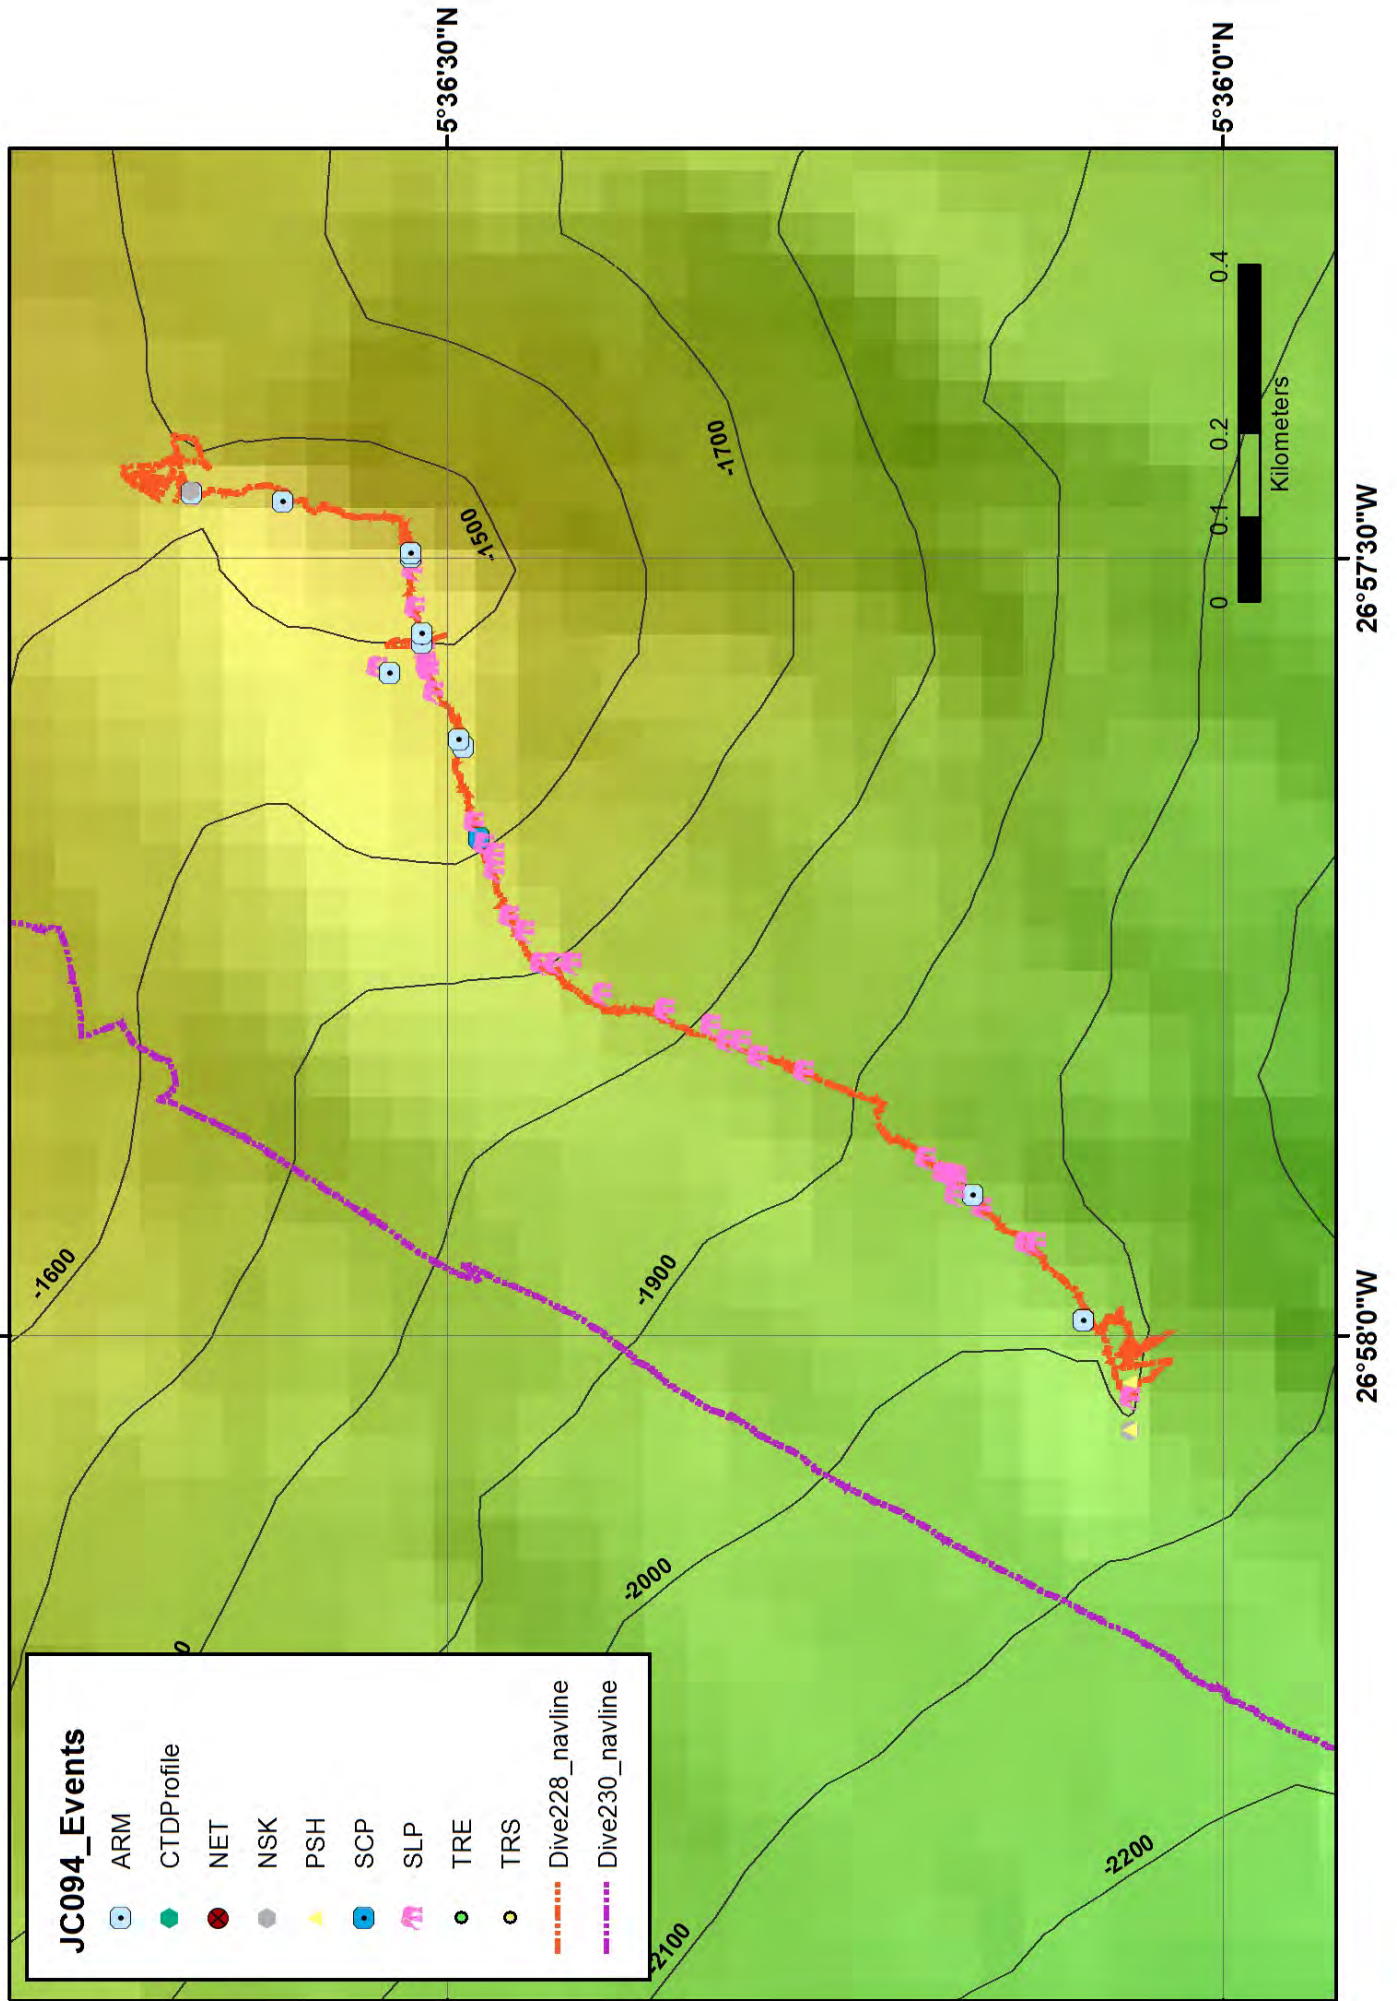 JC094_Events
ARM
CTDProfile
NET
NSK
PSH
SCP
SLP
TRE
TRS
Dive228_navline
Dive230_navline
5°36'30"N
5°36'0"N
26°58'0"W
26°57'30"W
-1500
-1600
-1700
-1900
-2000
-2100
-2200
0
0 0.1 0.2 0.4
Kilometers